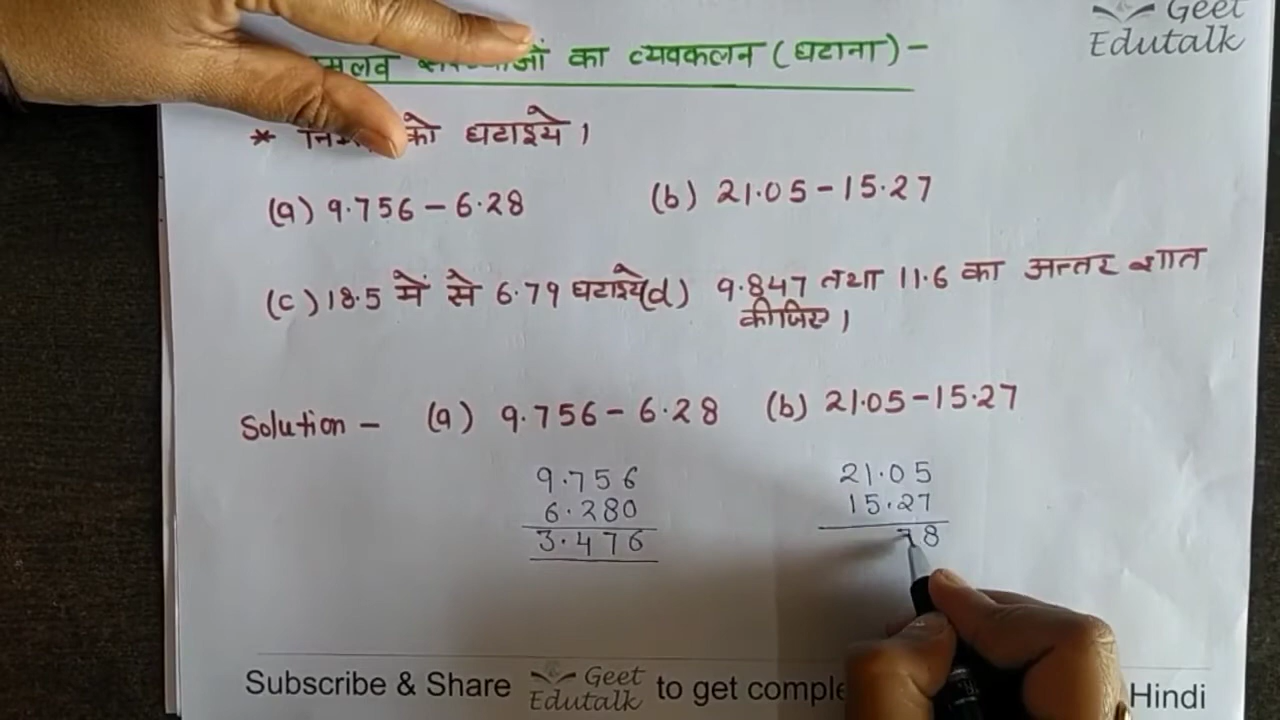 Geet
Edutalk
का व्यवकलन (घटाना) -
* को घटाइये ।
(a) 9.756 - 6.28 (b) 21.05 - 15.27
(c) 18.5 में से 6.79 घटाइये (d) 9.847 तथा 11.6 का अन्तर ज्ञात
कीजिए ।
Solution - (a) 9.756 - 6.28 (b) 21.05 - 15.27
9.756 21.05
6.280 15.27
3.476 78
Subscribe & Share Geet Edutalk to get comple Hindi